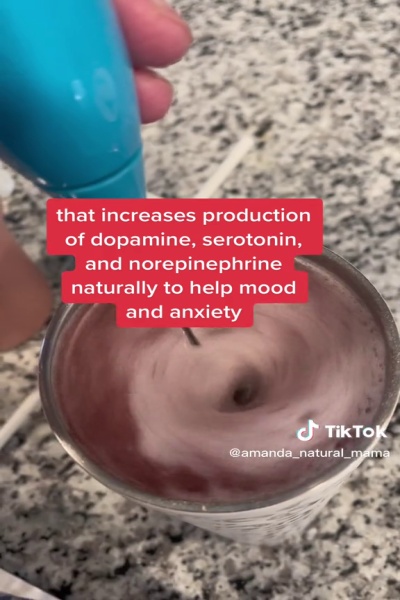 that increases production
of dopamine, serotonin,
and norepinephrine
naturally to help mood
and anxiety
TikTok
@amanda_natural_mama